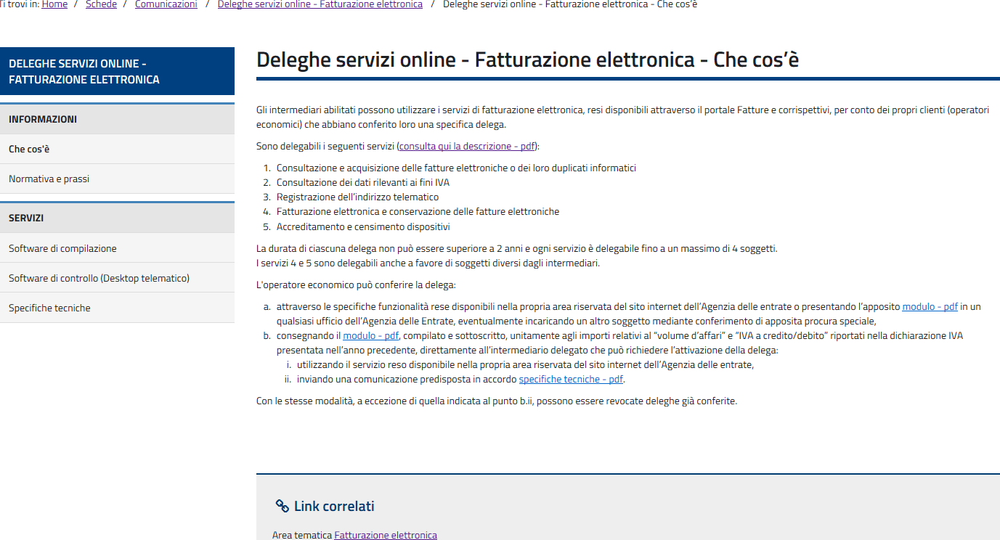 Ti trovi in: Home / Schede / Comunicazioni / Deleghe servizi online - Fatturazione elettronica / Deleghe servizi online - Fatturazione elettronica - Che cos’è
DELEGHE SERVIZI ONLINE -
FATTURAZIONE ELETTRONICA
INFORMAZIONI
Che cos'è
Normativa e prassi
SERVIZI
Software di compilazione
Software di controllo (Desktop telematico)
Specifiche tecniche
Deleghe servizi online - Fatturazione elettronica - Che cos’è
Gli intermediari abilitati possono utilizzare i servizi di fatturazione elettronica, resi disponibili attraverso il portale Fatture e corrispettivi, per conto dei propri clienti (operatori
economici) che abbiano conferito loro una specifica delega.
Sono delegabili i seguenti servizi (consulta qui la descrizione - pdf):
1. Consultazione e acquisizione delle fatture elettroniche o dei loro duplicati informatici
2. Consultazione dei dati rilevanti ai fini IVA
3. Registrazione dell’indirizzo telematico
4. Fatturazione elettronica e conservazione delle fatture elettroniche
5. Accreditamento e censimento dispositivi
La durata di ciascuna delega non può essere superiore a 2 anni e ogni servizio è delegabile fino a un massimo di 4 soggetti.
I servizi 4 e 5 sono delegabili anche a favore di soggetti diversi dagli intermediari.
L'operatore economico può conferire la delega:
a. attraverso le specifiche funzionalità rese disponibili nella propria area riservata del sito internet dell’Agenzia delle entrate o presentando l’apposito modulo - pdf in un
qualsiasi ufficio dell’Agenzia delle Entrate, eventualmente incaricando un altro soggetto mediante conferimento di apposita procura speciale,
b. consegnando il modulo - pdf, compilato e sottoscritto, unitamente agli importi relativi al “volume d’affari” e “IVA a credito/debito” riportati nella dichiarazione IVA
presentata nell’anno precedente, direttamente all’intermediario delegato che può richiedere l’attivazione della delega:
i. utilizzando il servizio reso disponibile nella propria area riservata del sito internet dell’Agenzia delle entrate,
ii. inviando una comunicazione predisposta in accordo specifiche tecniche - pdf.
Con le stesse modalità, a eccezione di quella indicata al punto b.ii, possono essere revocate deleghe già conferite.
Link correlati
Area tematica Fatturazione elettronica